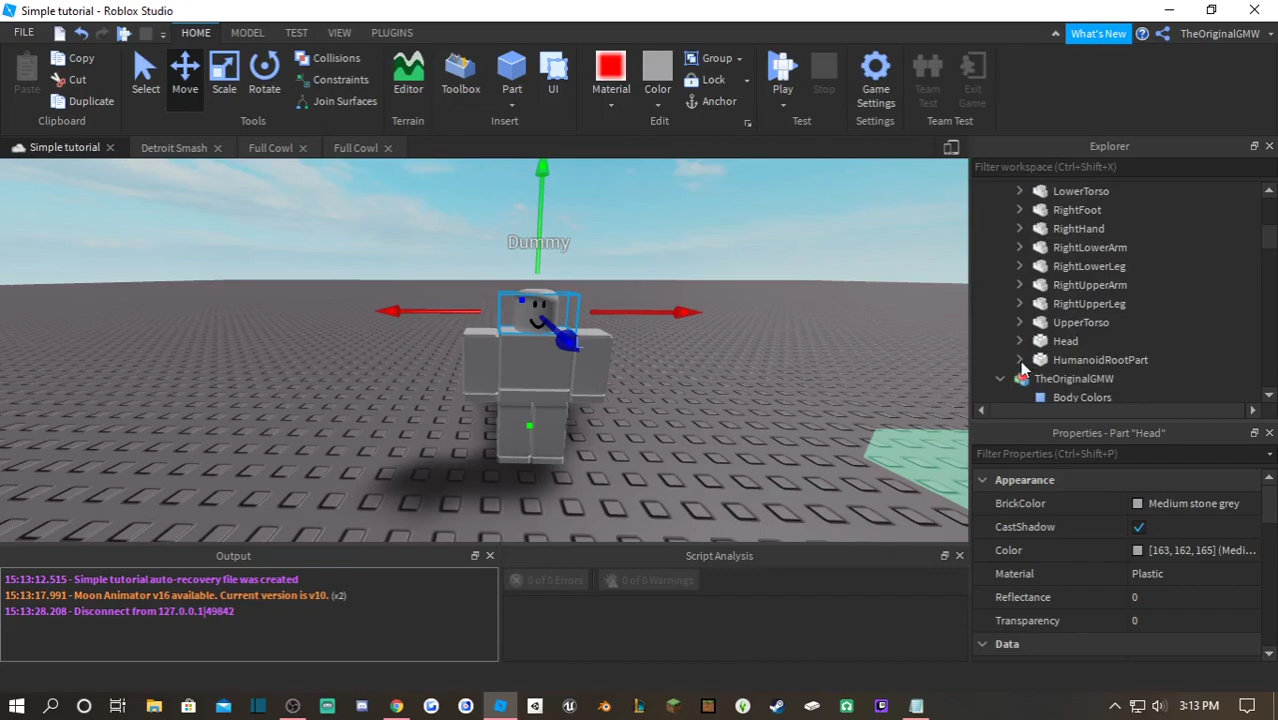 Simple tutorial - Roblox Studio
FILE HOME MODEL TEST VIEW PLUGINS What's New TheOriginalGMW
Paste Copy Cut Duplicate Clipboard
Select Move Scale Rotate Collisions Constraints Join Surfaces Tools
Editor Terrain
Toolbox Part UI Insert
Material Color Group Lock Anchor Edit
Play Stop Test
Game Settings Settings
Team Test Exit Game Team Test
Simple tutorial Detroit Smash Full Cowl Full Cowl
Dummy
Explorer
Filter workspace (Ctrl+Shift+X)
LowerTorso
RightFoot
RightHand
RightLowerArm
RightLowerLeg
RightUpperArm
RightUpperLeg
UpperTorso
Head
HumanoidRootPart
TheOriginalGMW
Body Colors
Properties - Part "Head"
Filter Properties (Ctrl+Shift+P)
Appearance
BrickColor Medium stone grey
CastShadow
Color [163, 162, 165] (Medi...
Material Plastic
Reflectance 0
Transparency 0
Data
Output
15:13:12.515 - Simple tutorial auto-recovery file was created
15:13:17.991 - Moon Animator v16 available. Current version is v10. (x2)
15:13:28.208 - Disconnect from 127.0.0.1|49842
Script Analysis
0 of 0 Errors 0 of 0 Warnings
3:13 PM